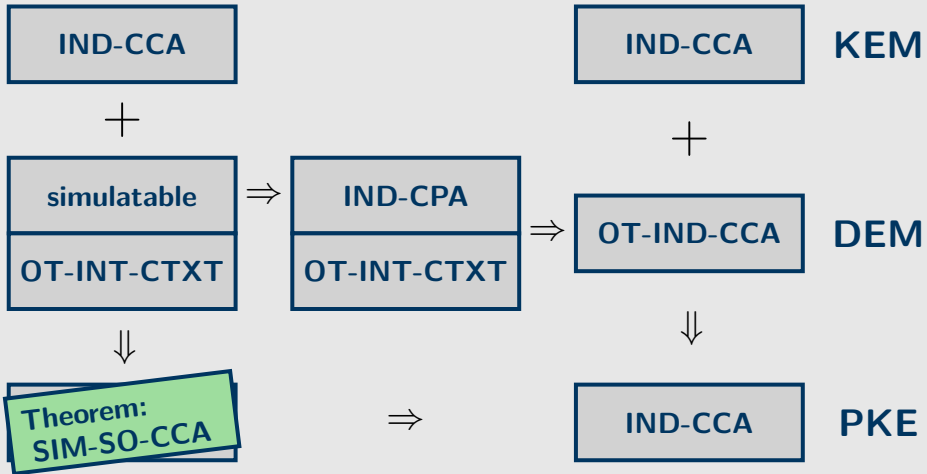 IND-CCA IND-CCA KEM
+ +
simulatable ⇒ IND-CPA
OT-INT-CTXT OT-INT-CTXT ⇒ OT-IND-CCA DEM
⇓ ⇓
Theorem:
SIM-SO-CCA ⇒ IND-CCA PKE